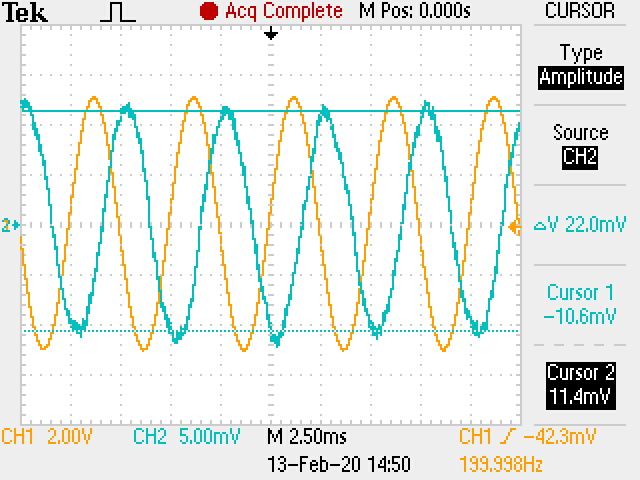 Tek Acq Complete M Pos: 0.000s CURSOR
Type
Amplitude
Source
CH2
2
△V 22.0mV
Cursor 1
-10.6mV
Cursor 2
11.4mV
CH1 2.00V CH2 5.00mV M 2.50ms CH1 -42.3mV
13-Feb-20 14:50 199.998Hz